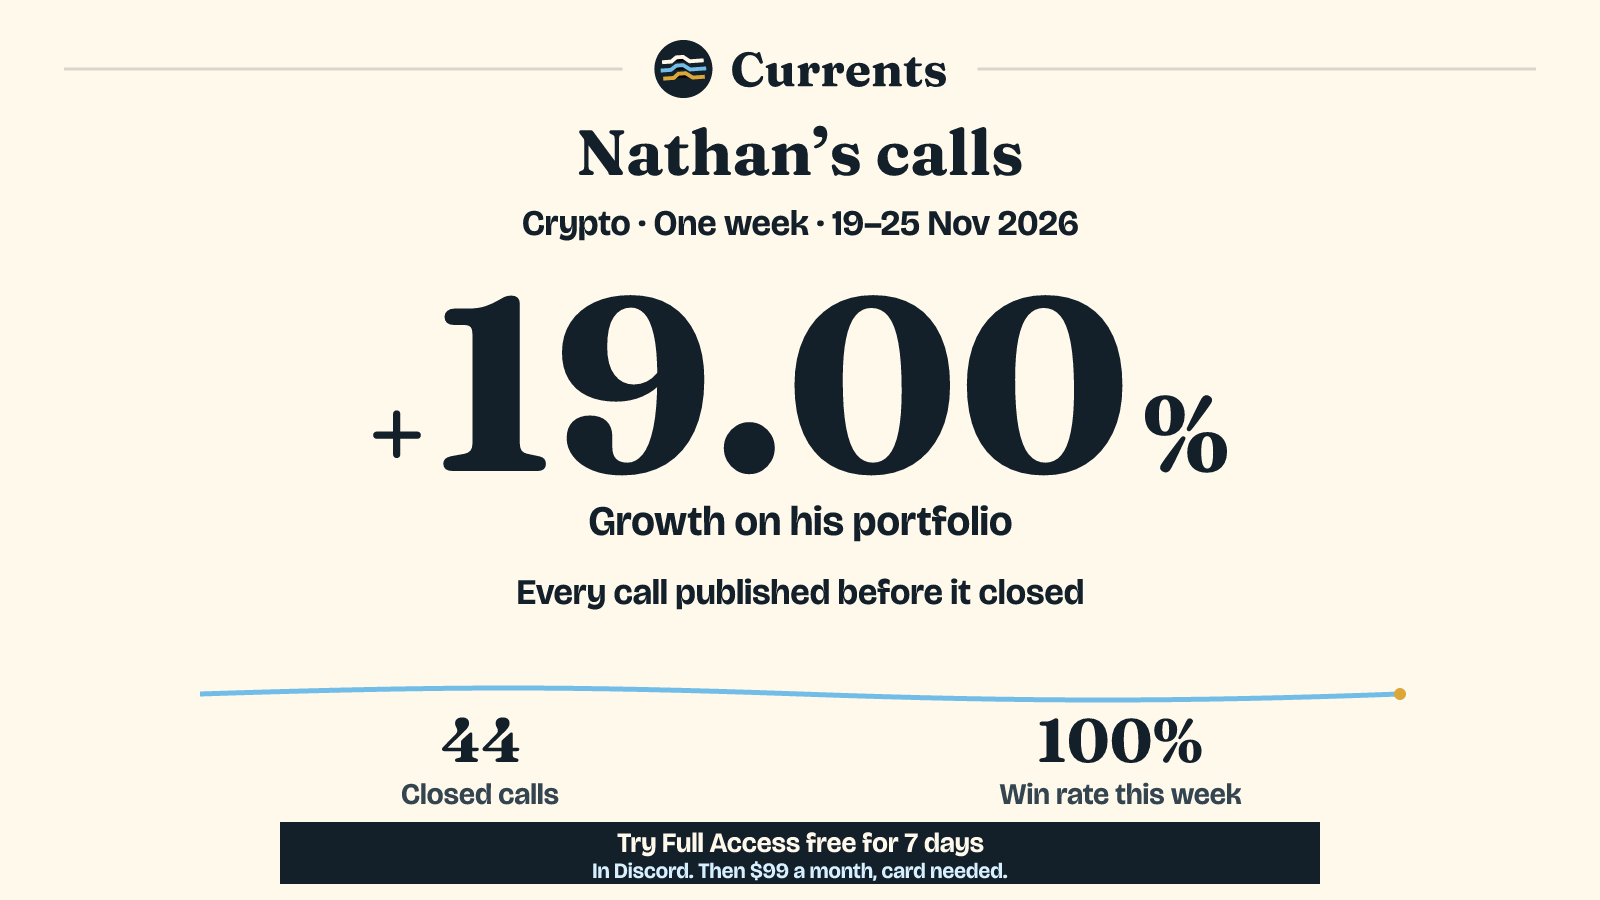 Currents
Nathan’s calls
Crypto · One week · 19–25 Nov 2026
+19.00%
Growth on his portfolio
Every call published before it closed
44
Closed calls
100%
Win rate this week
Try Full Access free for 7 days
In Discord. Then $99 a month, card needed.